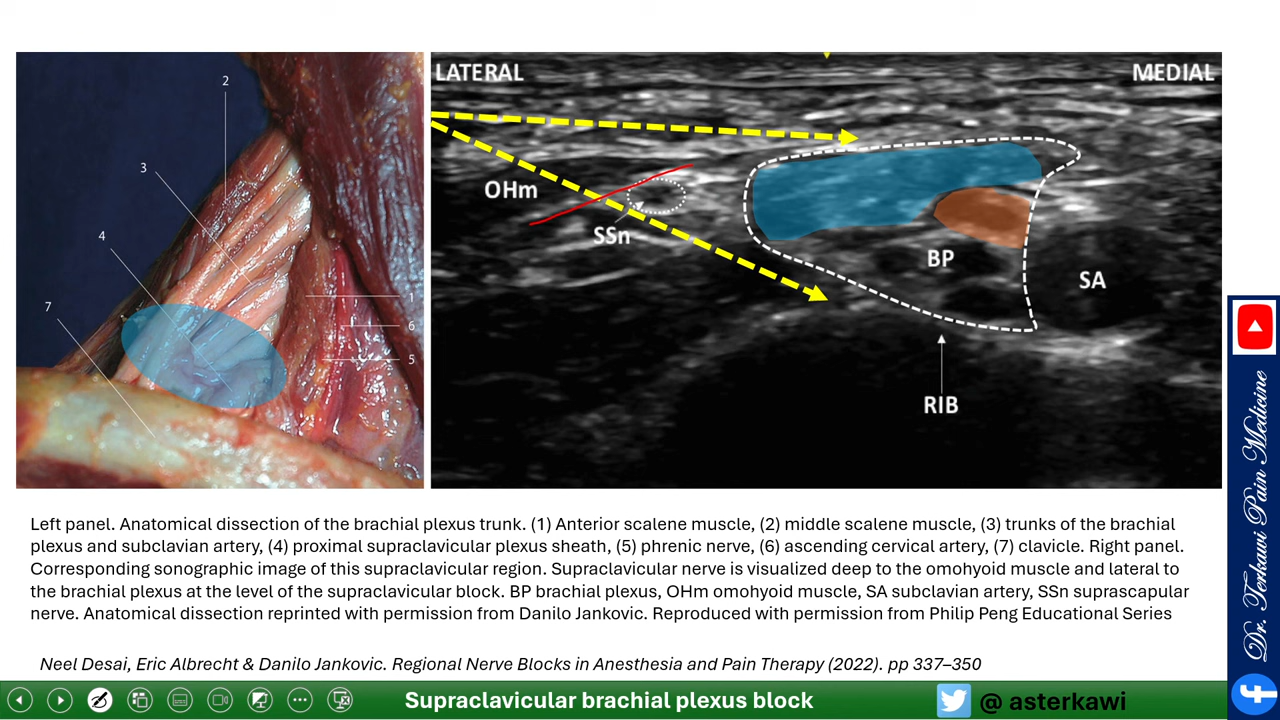 2
3
4
7
1
6
5
LATERAL
MEDIAL
OHm
SSn
BP
SA
RIB
Left panel. Anatomical dissection of the brachial plexus trunk. (1) Anterior scalene muscle, (2) middle scalene muscle, (3) trunks of the brachial
plexus and subclavian artery, (4) proximal supraclavicular plexus sheath, (5) phrenic nerve, (6) ascending cervical artery, (7) clavicle. Right panel.
Corresponding sonographic image of this supraclavicular region. Supraclavicular nerve is visualized deep to the omohyoid muscle and lateral to
the brachial plexus at the level of the supraclavicular block. BP brachial plexus, OHm omohyoid muscle, SA subclavian artery, SSn suprascapular
nerve. Anatomical dissection reprinted with permission from Danilo Jankovic. Reproduced with permission from Philip Peng Educational Series
Neel Desai, Eric Albrecht & Danilo Jankovic. Regional Nerve Blocks in Anesthesia and Pain Therapy (2022). pp 337–350
Supraclavicular brachial plexus block
@ asterkawi
Dr. Terkawi Pain Medicine